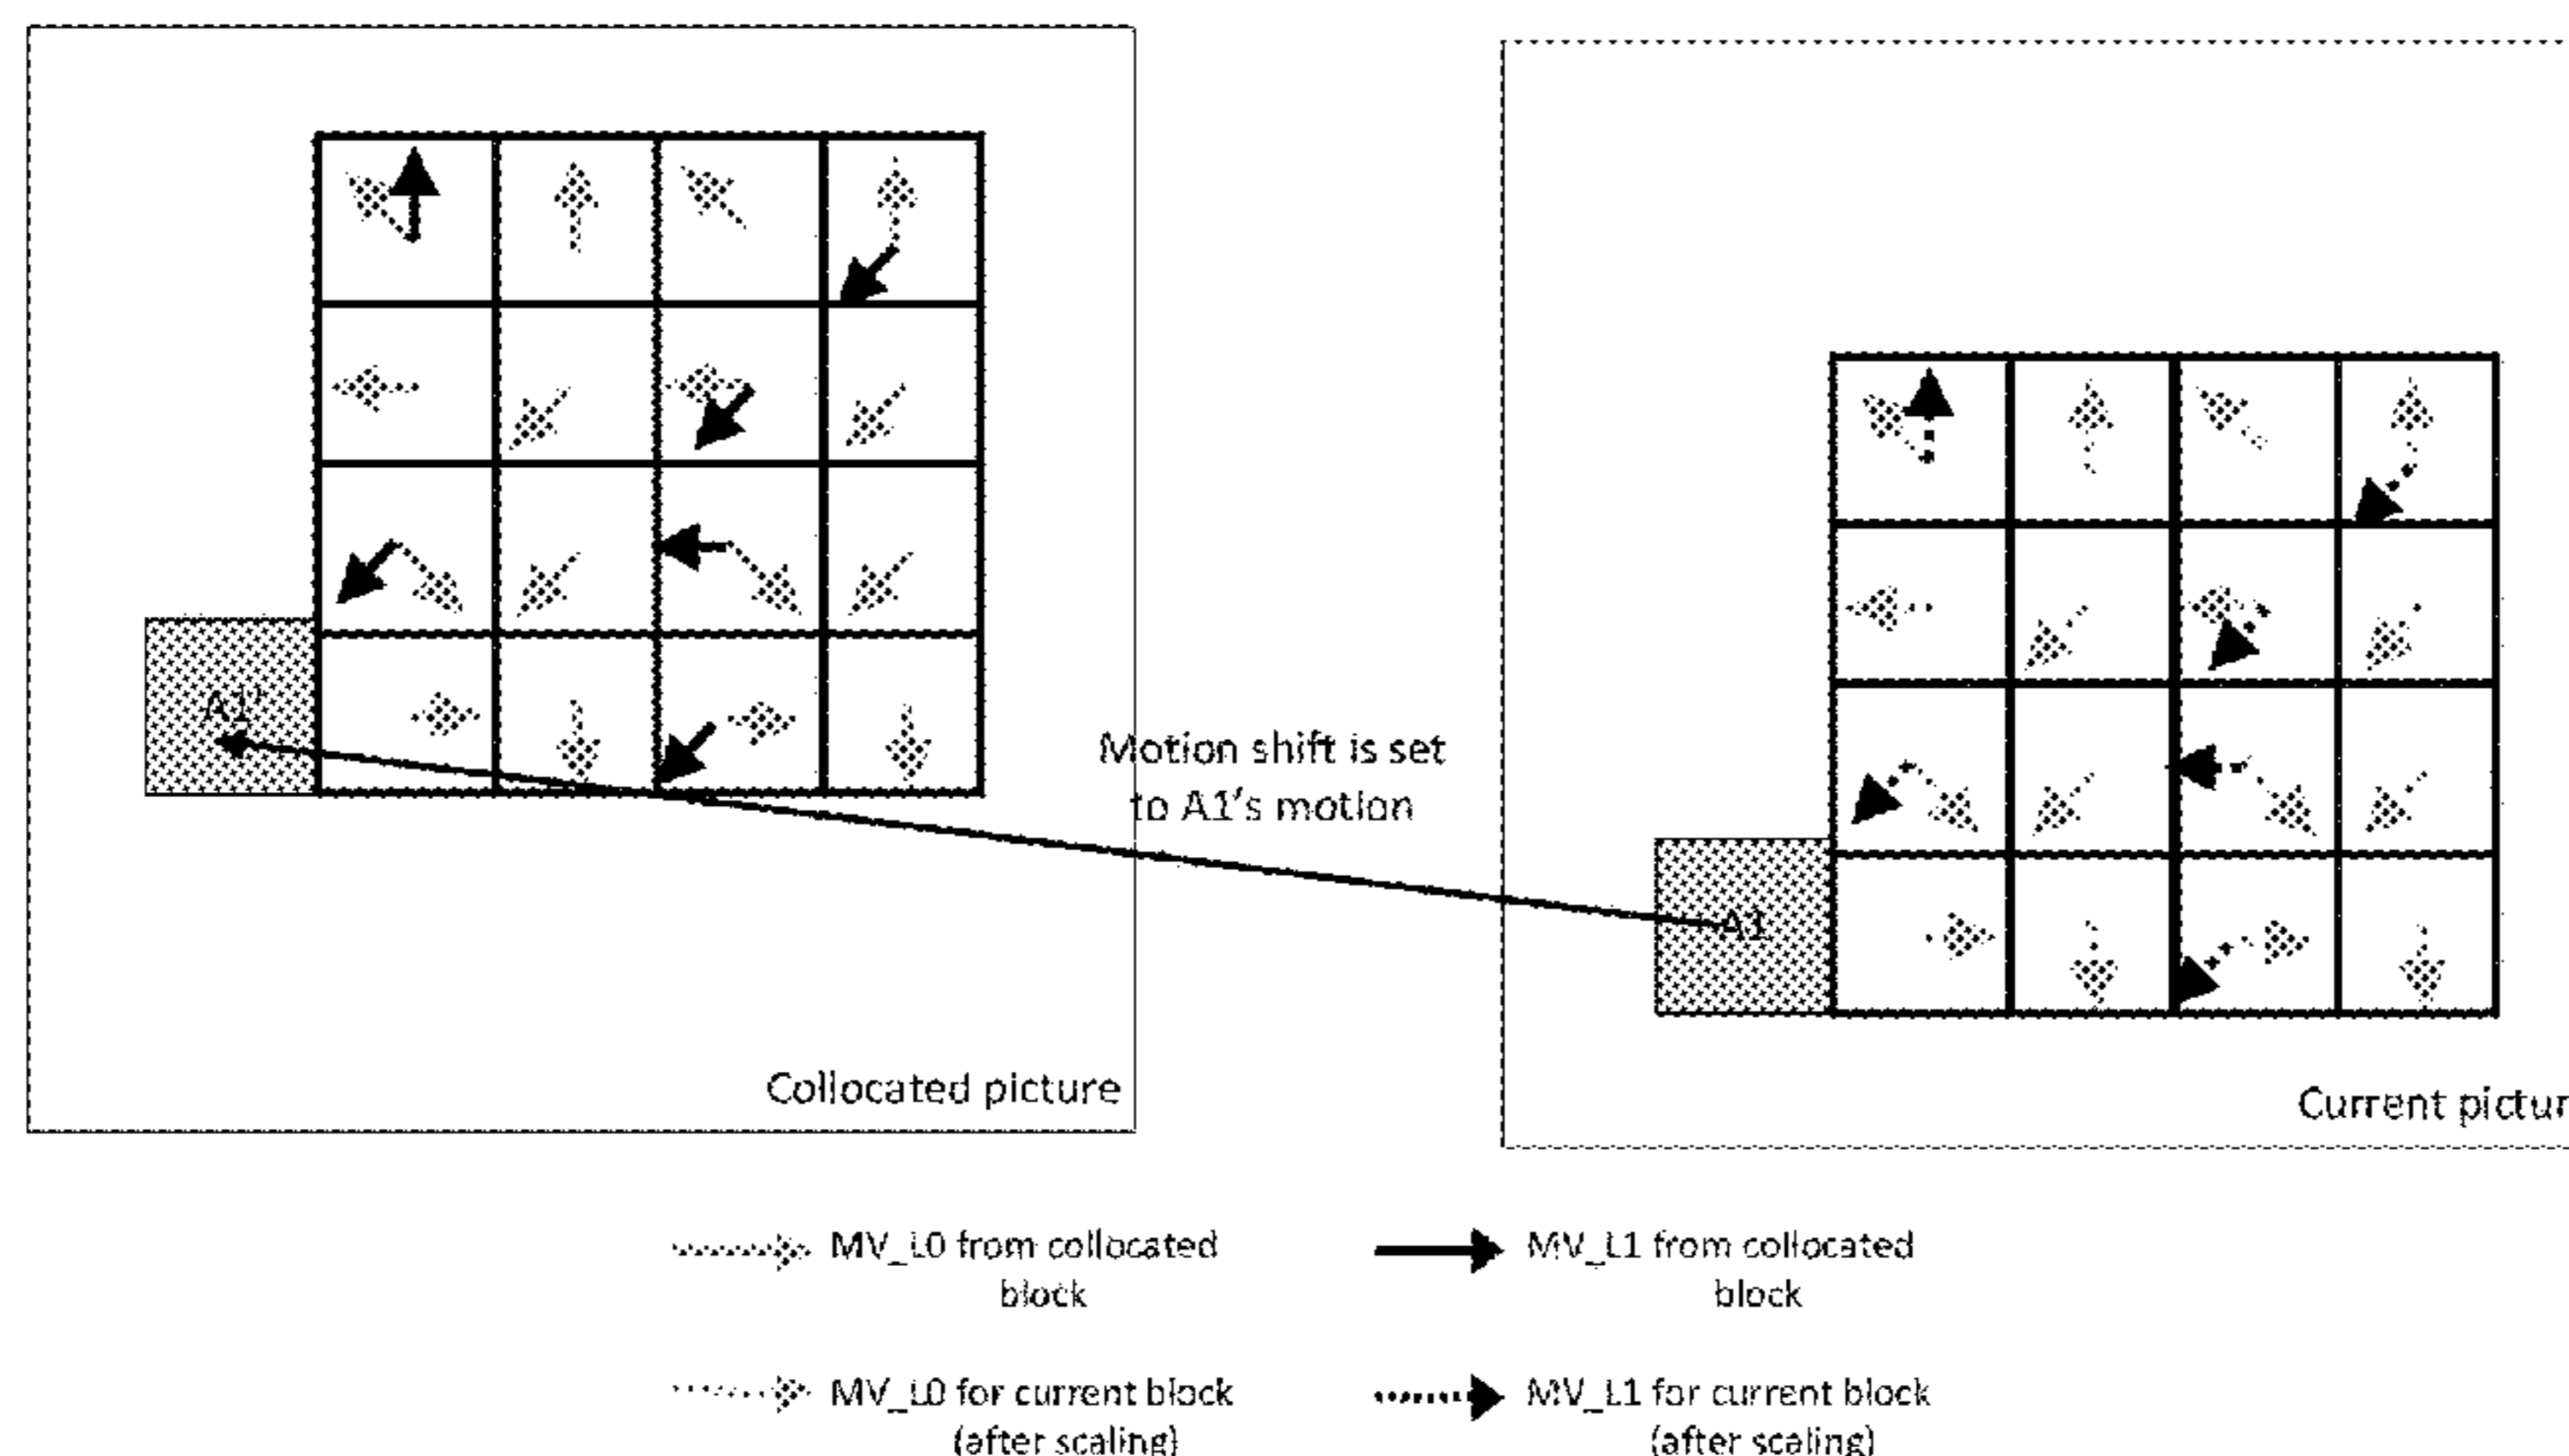 A1'
Motion shift is set
to A1's motion
A1
Collocated picture
Current pictur
MV_L0 from collocated
block
MV_L1 from collocated
block
MV_L0 for current block
(after scaling)
MV_L1 for current block
(after scaling)